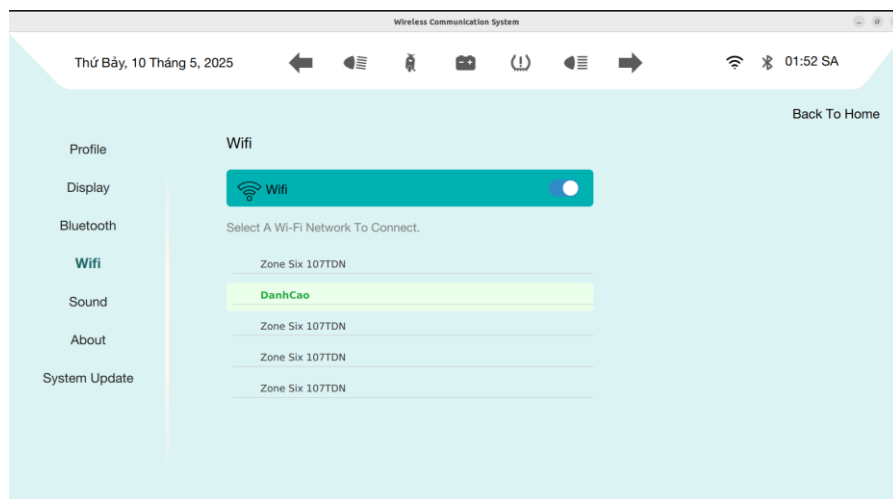 Wireless Communication System
Thứ Bảy, 10 Tháng 5, 2025
01:52 SA
Back To Home
Profile
Display
Bluetooth
Wifi
Sound
About
System Update
Wifi
Wifi
Select A Wi-Fi Network To Connect.
Zone Six 107TDN
DanhCao
Zone Six 107TDN
Zone Six 107TDN
Zone Six 107TDN